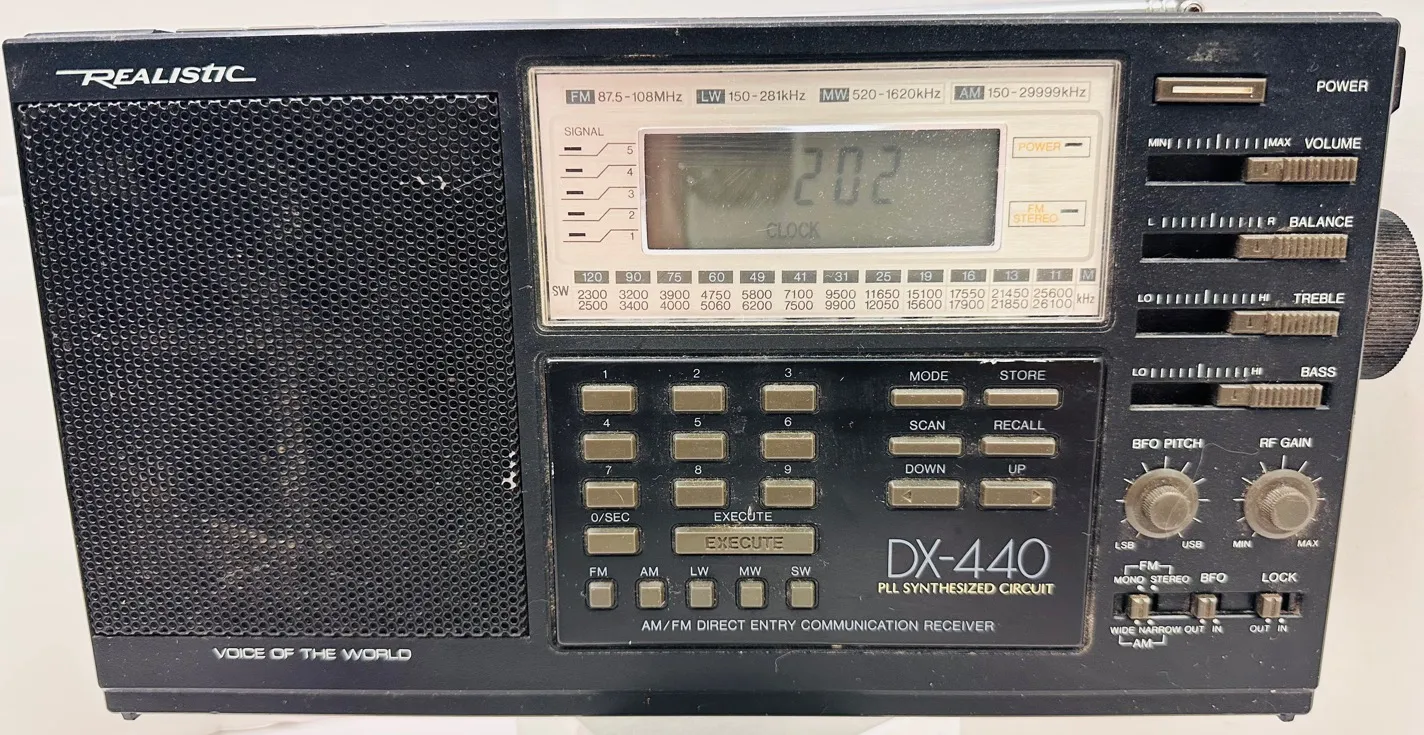 REALISTIC
FM 87.5-108MHz LW 150-281kHz MW 520-1620kHz AM 150-29999kHz
SIGNAL
5
4
3
2
1
202
CLOCK
POWER
FM
STEREO
120 90 75 60 49 41 31 25 19 16 13 11 M
SW 2300 3200 3900 4750 5800 7100 9500 11650 15100 17550 21450 25600 kHz
2500 3400 4000 5060 6200 7500 9900 12050 15600 17900 21850 26100
POWER
MIN MAX VOLUME
L R BALANCE
LO HI TREBLE
LO HI BASS
1 2 3
4 5 6
7 8 9
0/SEC EXECUTE
EXECUTE
FM AM LW MW SW
MODE STORE
SCAN RECALL
DOWN UP
DX-440
PLL SYNTHESIZED CIRCUIT
AM/FM DIRECT ENTRY COMMUNICATION RECEIVER
BFO PITCH RF GAIN
LSB USB MIN MAX
FM
MONO STEREO BFO LOCK
WIDE NARROW OUT IN OUT IN
AM
VOICE OF THE WORLD